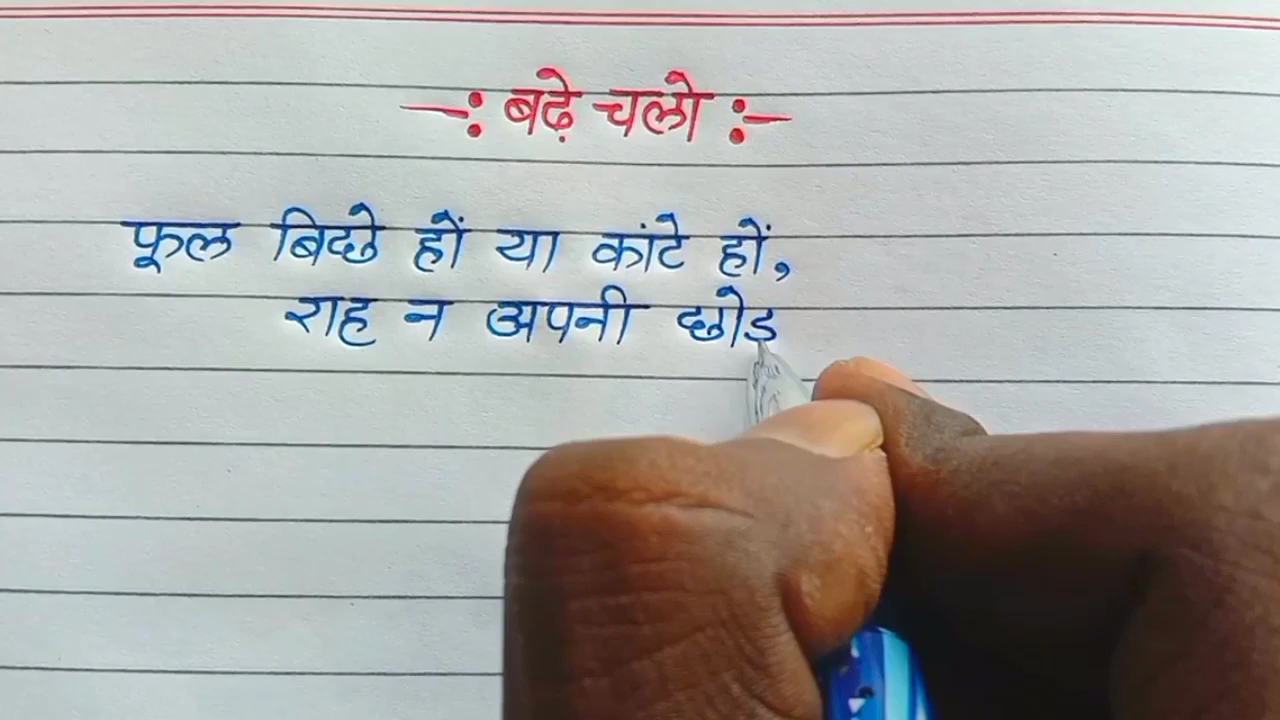 -: बढ़े चलो :-
फूल बिछे हों या कांटे हों,
राह न अपनी छोड